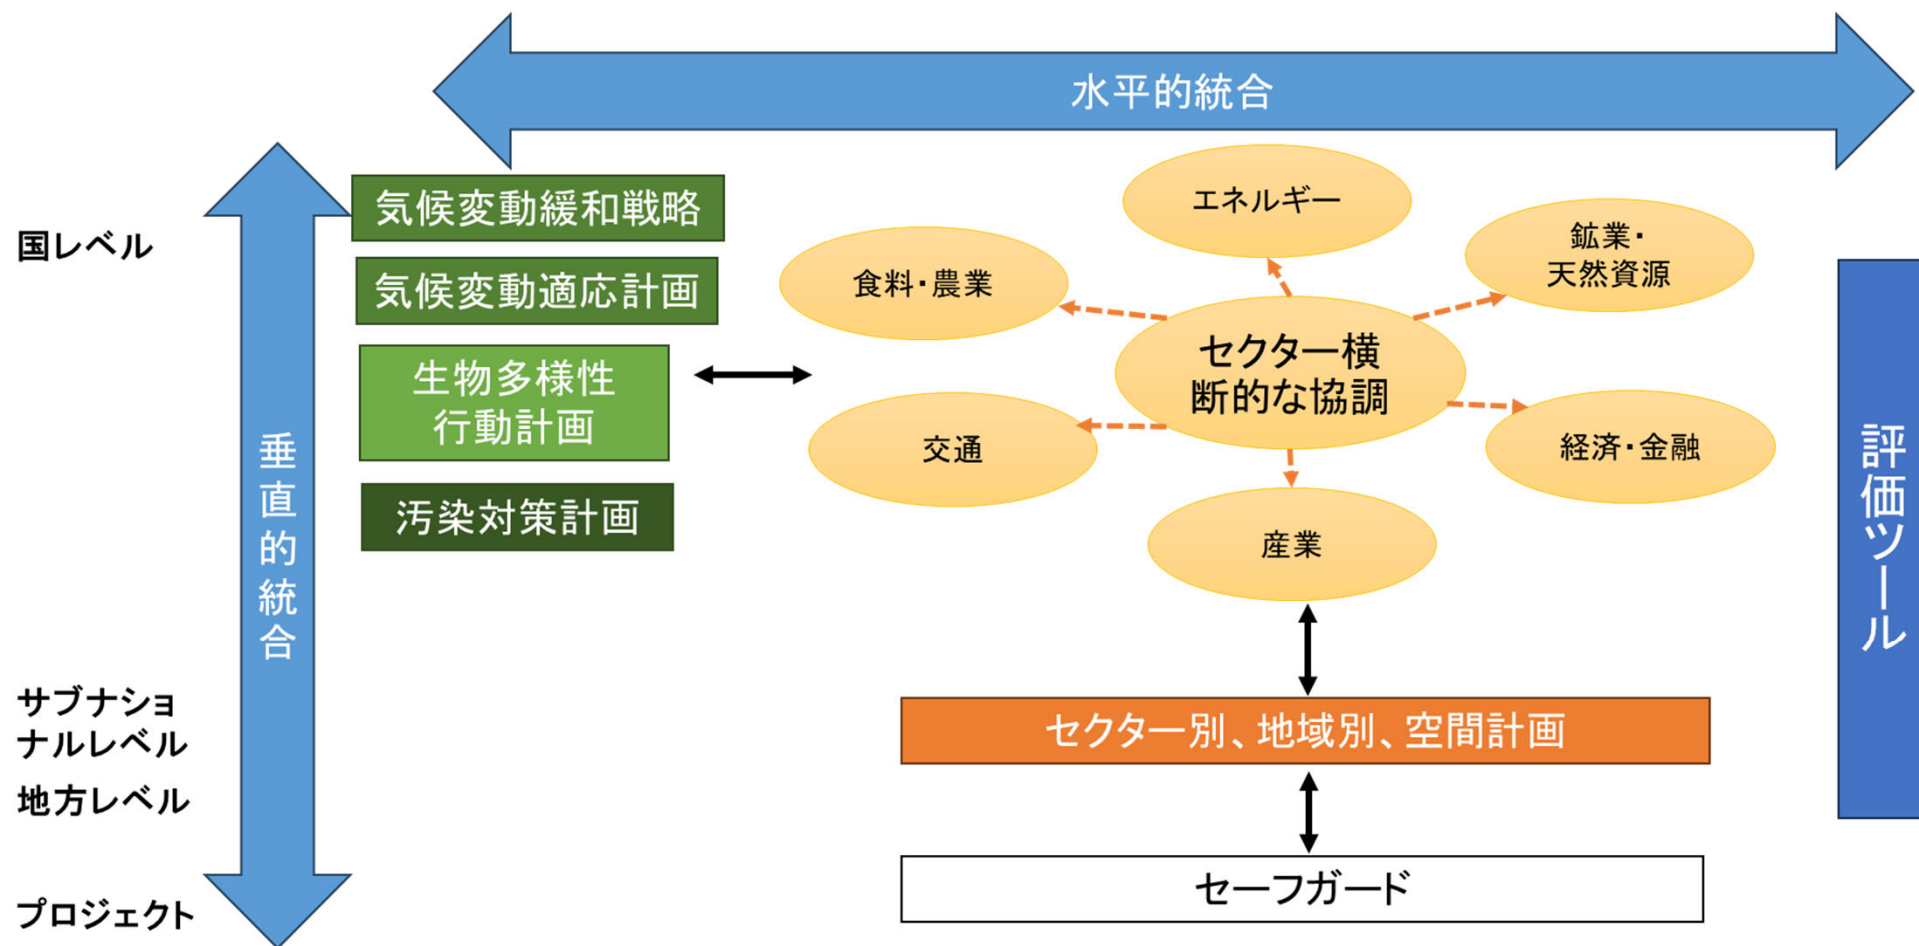 水平的統合
国レベル
サブナショ
ナルレベル
地方レベル
プロジェクト
垂直的統合
気候変動緩和戦略
気候変動適応計画
生物多様性
行動計画
汚染対策計画
エネルギー
食料・農業
鉱業・
天然資源
セクター横
断的な協調
交通
経済・金融
産業
セクター別、地域別、空間計画
セーフガード
評価ツール